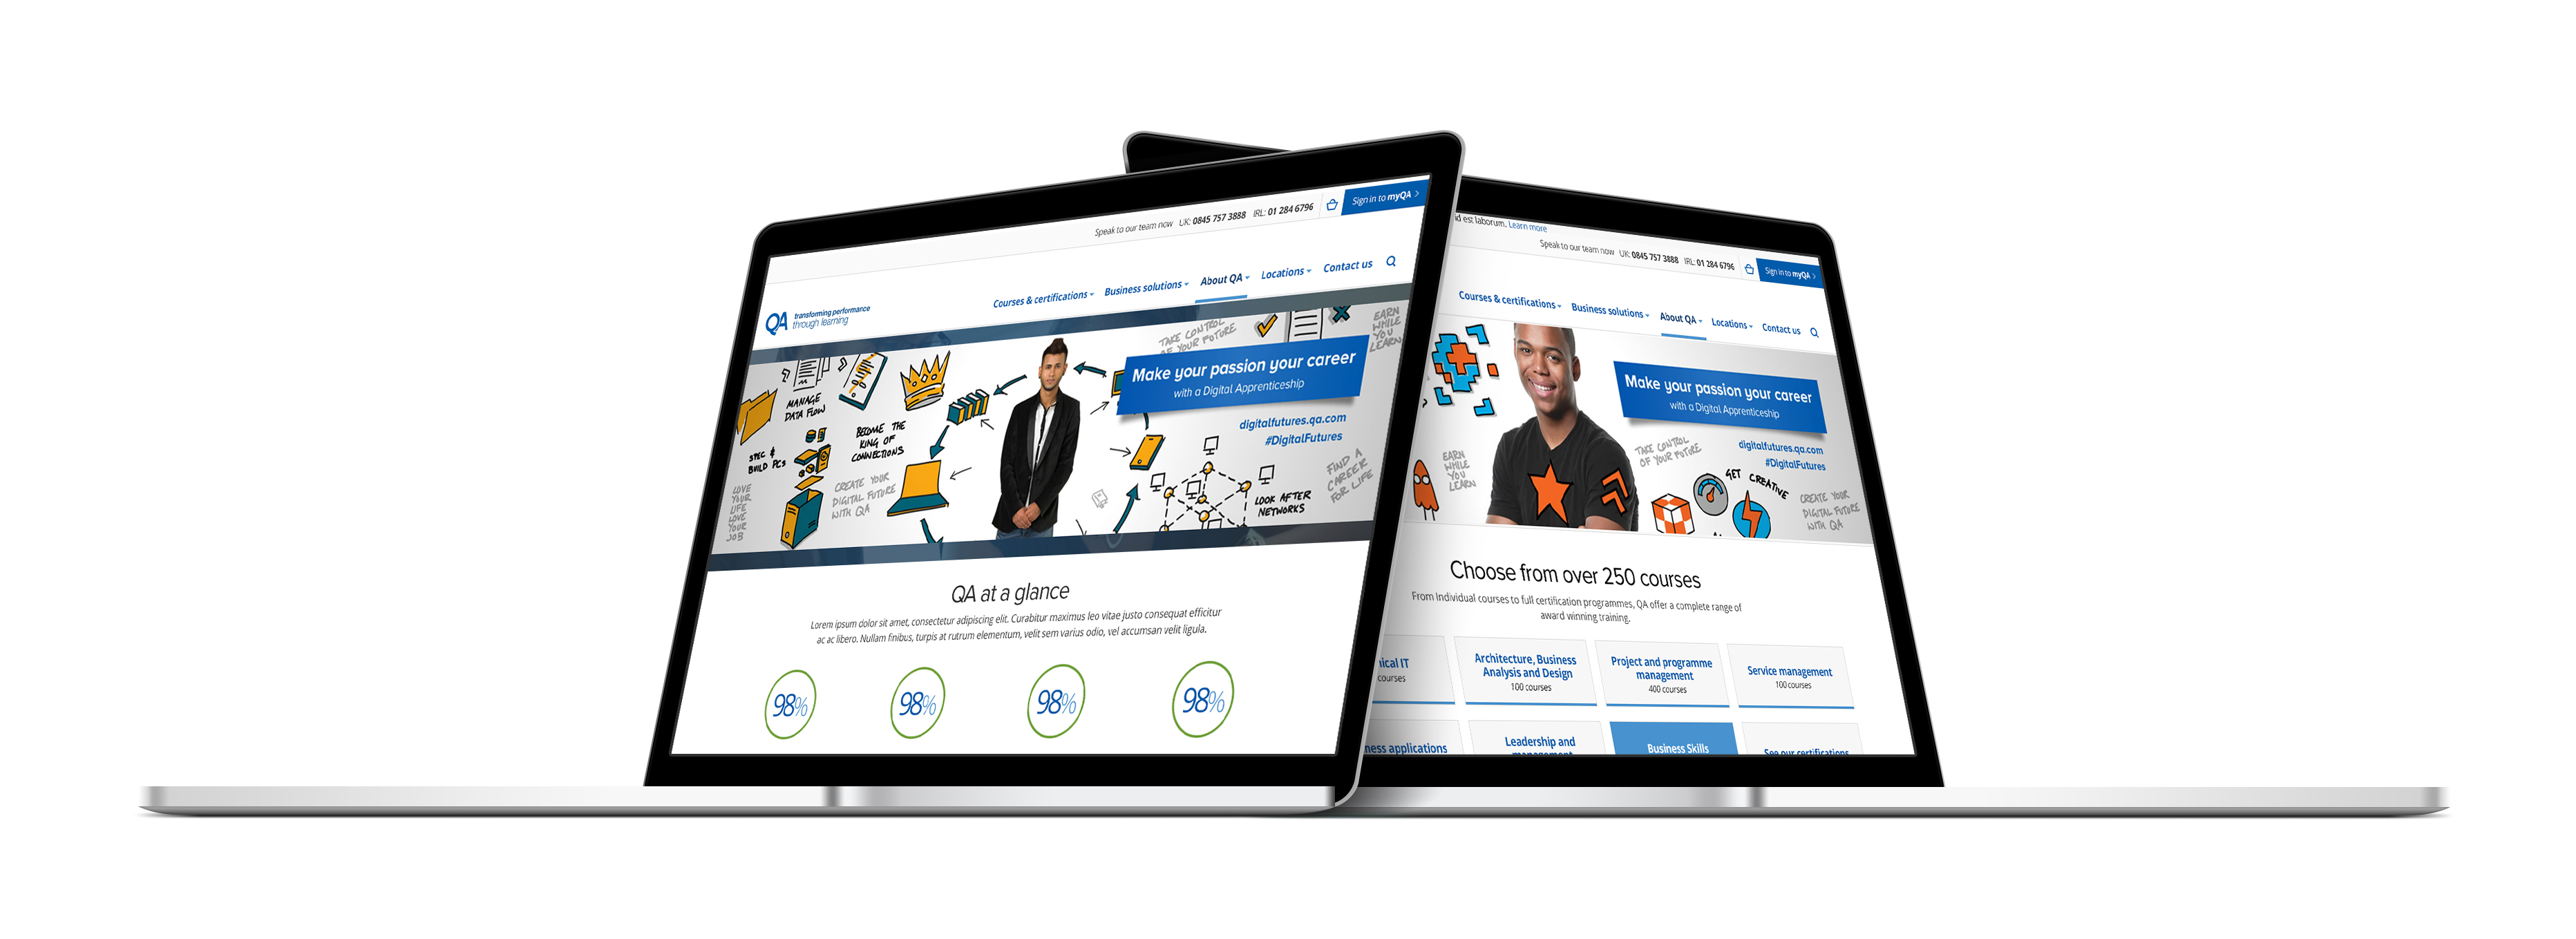 Speak to our team now UK: 0845 757 3888 IRL: 01 284 6796 Sign in to myQA
QA transforming performance
through learning
Courses & certifications Business solutions About QA Locations Contact us
MANAGE
DATA FLOW
SPEC &
BUILD PCs
BECOME THE
KING OF
CONNECTIONS
LOVE
YOUR
LIFE
LOVE
YOUR
JOB
CREATE YOUR
DIGITAL FUTURE
WITH QA
TAKE CONTROL
OF YOUR FUTURE
EARN
WHILE
YOU
LEARN
Make your passion your career
with a Digital Apprenticeship
digitalfutures.qa.com
#DigitalFutures
FIND A
CAREER
FOR LIFE
LOOK AFTER
NETWORKS
QA at a glance
Lorem ipsum dolor sit amet, consectetur adipiscing elit. Curabitur maximus leo vitae justo consequat efficitur
ac ac libero. Nullam finibus, turpis at rutrum elementum, velit sem varius odio, vel accumsan velit ligula.
98% 98% 98% 98%
id est laborum. Learn more
Speak to our team now UK: 0845 757 3888 IRL: 01 284 6796 Sign in to myQA
Courses & certifications Business solutions About QA Locations Contact us
Make your passion your career
with a Digital Apprenticeship
digitalfutures.qa.com
#DigitalFutures
EARN
WHILE
YOU
LEARN
TAKE CONTROL
OF YOUR FUTURE
GET CREATIVE
CREATE YOUR
DIGITAL FUTURE
WITH QA
Choose from over 250 courses
From Individual courses to full certification programmes, QA offer a complete range of
award winning training.
ical IT
courses
Architecture, Business
Analysis and Design
100 courses
Project and programme
management
400 courses
Service management
100 courses
ness applications
Leadership and
management
Business Skills
See our certifications